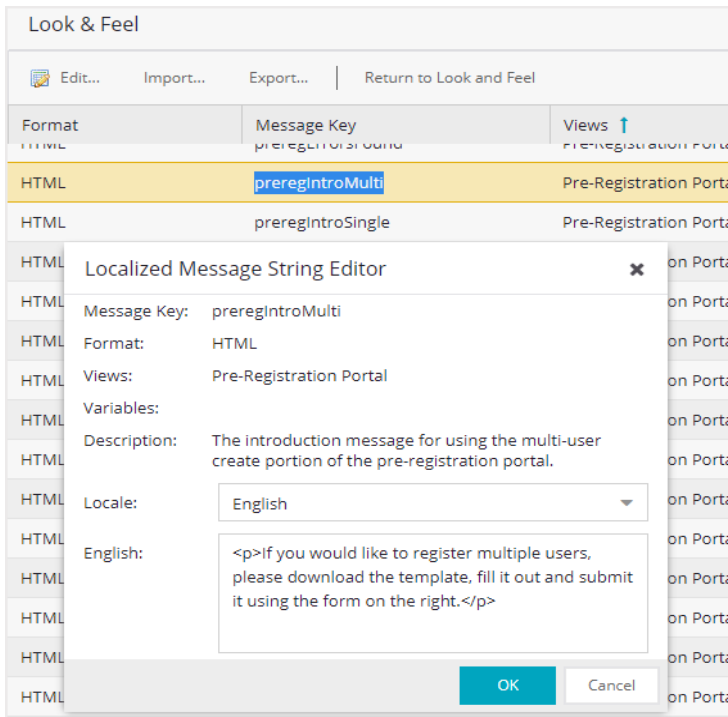 Look & Feel
Edit... Import... Export... Return to Look and Feel
Format Message Key Views
HTML preregErrorsFound Pre-Registration Porta
HTML preregIntroMulti Pre-Registration Porta
HTML preregIntroSingle Pre-Registration Porta
HTML on Porta
Localized Message String Editor
HTML on Porta
Message Key: preregIntroMulti
Format: HTML
HTML on Porta
Views: Pre-Registration Portal
HTML on Porta
Variables:
HTML on Porta
Description: The introduction message for using the multi-user
create portion of the pre-registration portal.
HTML on Porta
HTML on Porta
Locale: English
HTML on Porta
English: <p>If you would like to register multiple users,
please download the template, fill it out and submit
it using the form on the right.</p>
HTML on Porta
HTML on Porta
HTML on Porta
HTML on Porta
OK Cancel